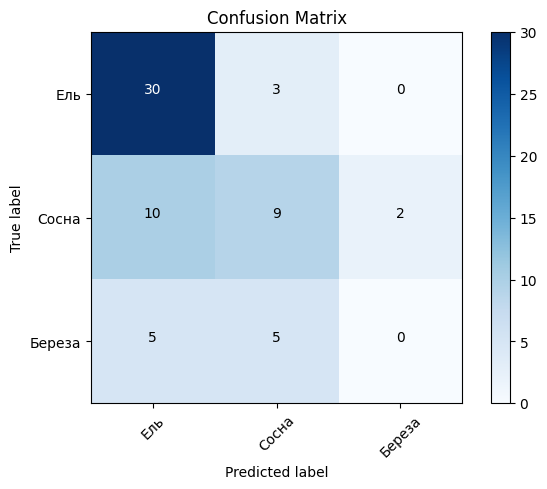 Confusion Matrix
True label
Ель
Сосна
Береза
30 3 0
10 9 2
5 5 0
Ель Сосна Береза
Predicted label
30
25
20
15
10
5
0